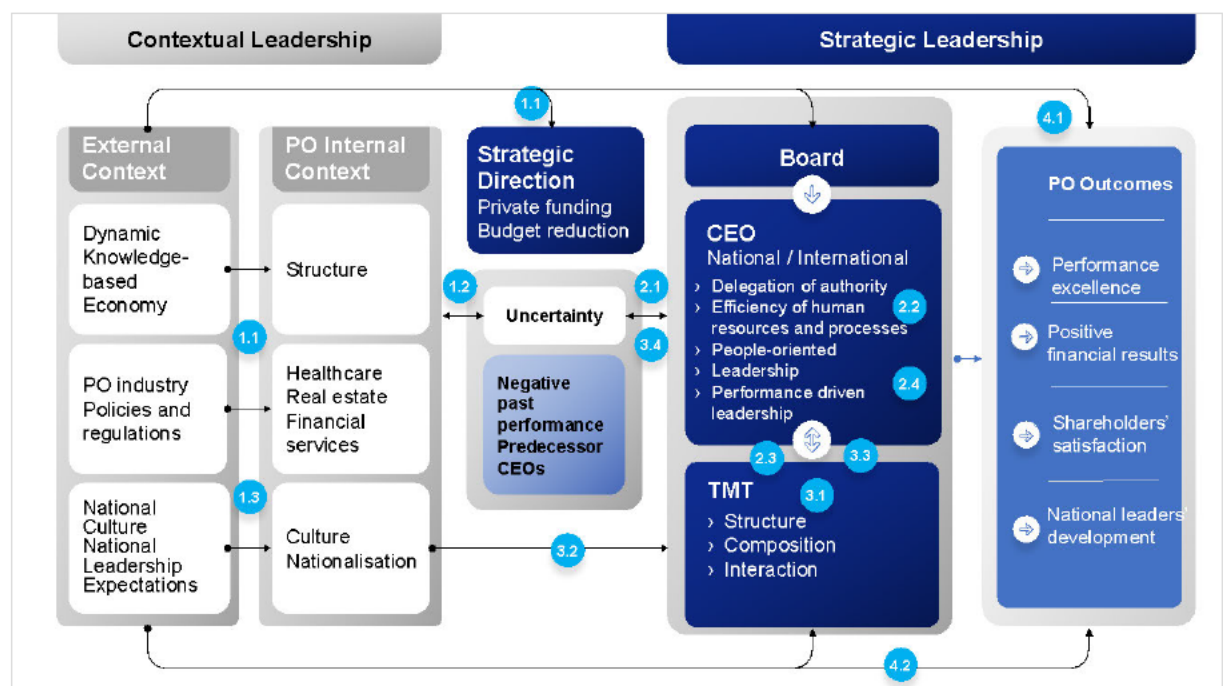 Contextual Leadership
Strategic Leadership
1.1
4.1
External
Context
PO Internal
Context
Strategic
Direction
Private funding
Budget reduction
Board
PO Outcomes
Dynamic
Knowledge-
based
Economy
Structure
1.2
Uncertainty
2.1
3.4
CEO
National / International
› Delegation of authority
› Efficiency of human
resources and processes
› People-oriented
› Leadership
› Performance driven
leadership
2.2
2.4
Performance
excellence
Positive
financial results
Shareholders'
satisfaction
National leaders'
development
1.1
PO industry
Policies and
regulations
Healthcare
Real estate
Financial
services
Negative
past
performance
Predecessor
CEOs
2.3
3.3
1.3
National
Culture
National
Leadership
Expectations
Culture
Nationalisation
3.2
TMT
3.1
› Structure
› Composition
› Interaction
4.2